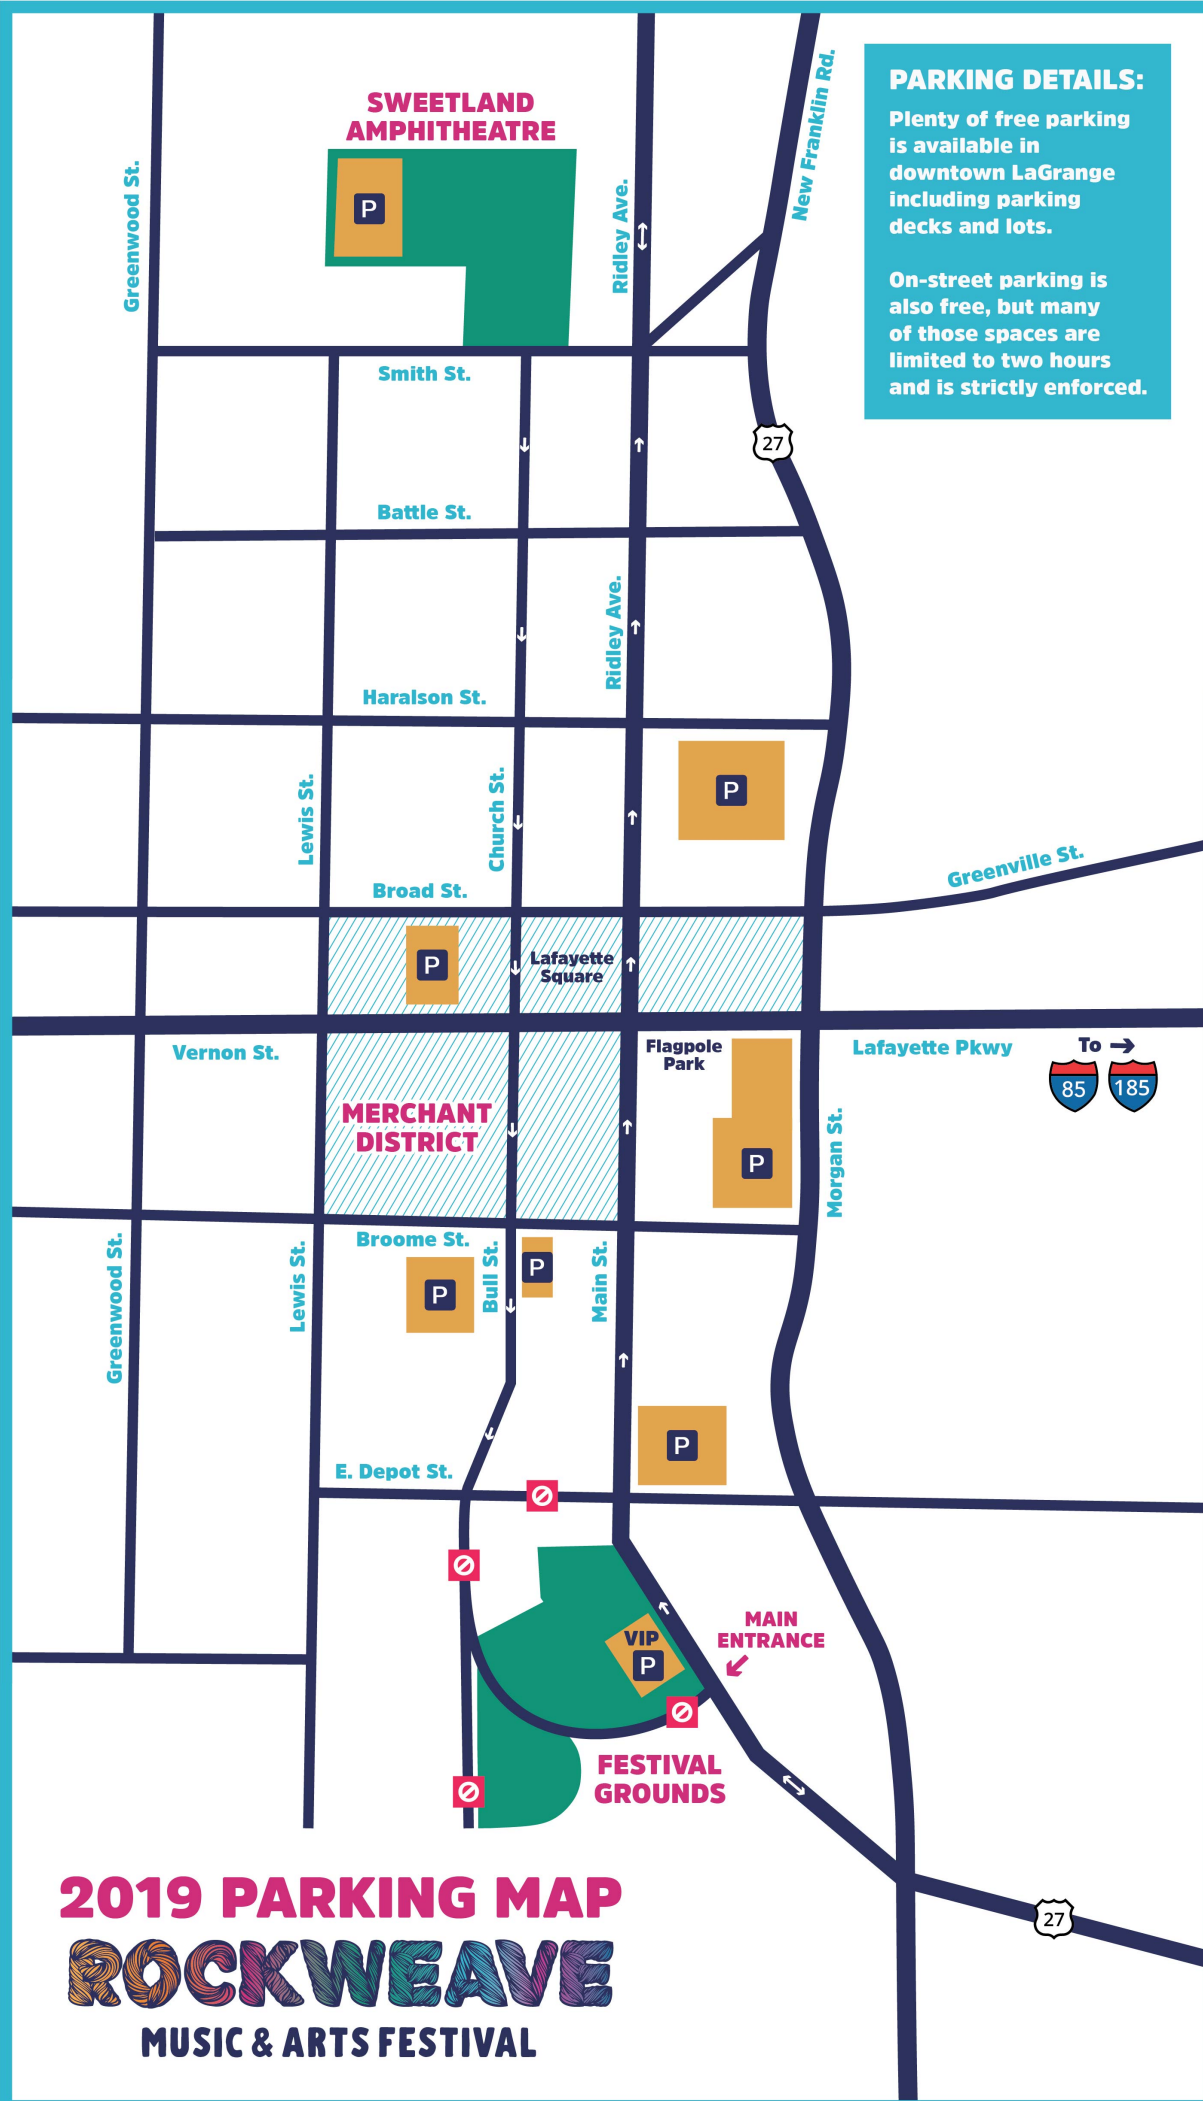 SWEETLAND
AMPHITHEATRE
P
Greenwood St.
Ridley Ave.
New Franklin Rd.
PARKING DETAILS:
Plenty of free parking
is available in
downtown LaGrange
including parking
decks and lots.
On-street parking is
also free, but many
of those spaces are
limited to two hours
and is strictly enforced.
Smith St.
27
Battle St.
Ridley Ave.
Haralson St.
Lewis St.
Church St.
P
Greenville St.
Broad St.
P
Lafayette
Square
Vernon St.
Flagpole
Park
Lafayette Pkwy
To
85
185
MERCHANT
DISTRICT
P
Morgan St.
Greenwood St.
Lewis St.
Broome St.
Bull St.
P
P
Main St.
P
E. Depot St.
MAIN
ENTRANCE
VIP
P
FESTIVAL
GROUNDS
2019 PARKING MAP
ROCKWEAVE
MUSIC & ARTS FESTIVAL
27